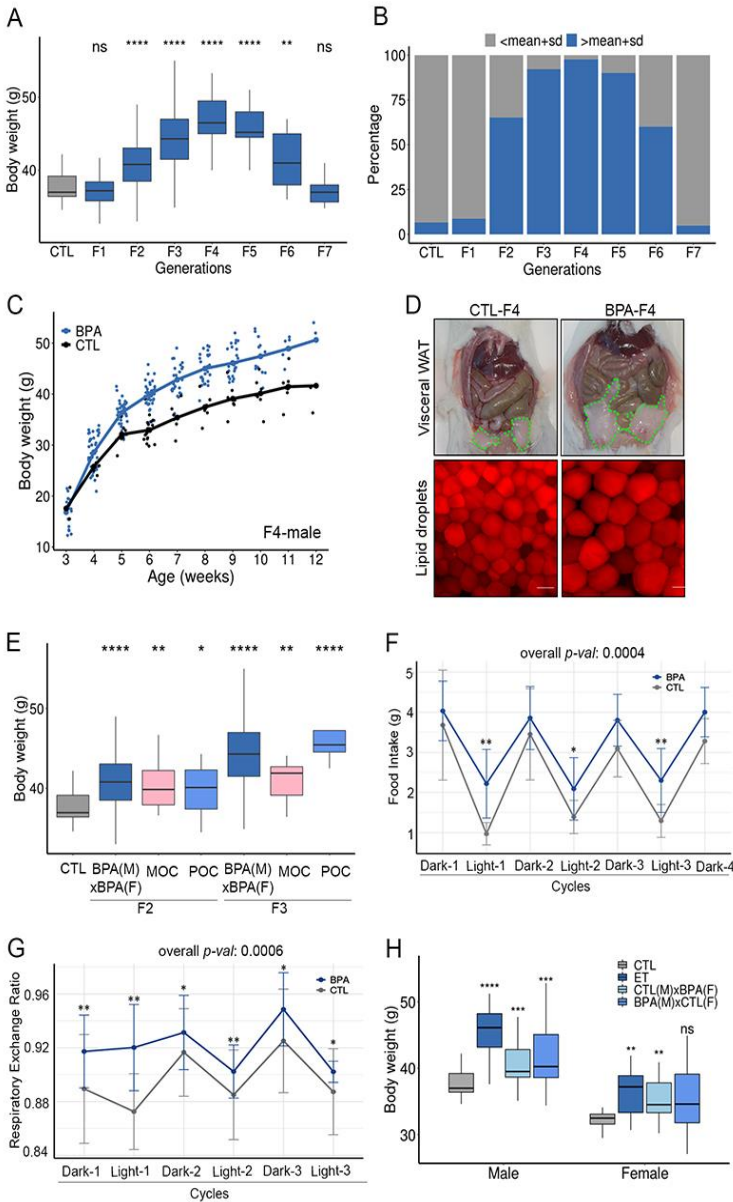 A
ns **** **** **** **** ** ns
Body weight (g)
50
40
CTL F1 F2 F3 F4 F5 F6 F7
Generations
B
<mean+sd >mean+sd
Percentage
100
75
50
25
0
CTL F1 F2 F3 F4 F5 F6 F7
Generations
C
BPA
CTL
Body weight (g)
50
40
30
20
10
F4-male
3 4 5 6 7 8 9 10 11 12
Age (weeks)
D
CTL-F4 BPA-F4
Visceral WAT
Lipid droplets
E
**** ** * **** ** ****
Body weight (g)
50
40
CTL BPA(M) MOC POC BPA(M) MOC POC
xBPA(F) xBPA(F)
F2 F3
F
overall p-val: 0.0004
BPA
CTL
Food Intake (g)
5
4
3
2
1
** * **
Dark-1 Light-1 Dark-2 Light-2 Dark-3 Light-3 Dark-4
Cycles
G
overall p-val: 0.0006
BPA
CTL
Respiratory Exchange Ratio
0.96
0.92
0.88
0.84
** ** * ** * *
Dark-1 Light-1 Dark-2 Light-2 Dark-3 Light-3
Cycles
H
CTL
ET
CTL(M)xBPA(F)
BPA(M)xCTL(F)
Body weight (g)
50
40
30
**** *** *** ** ** ns
Male Female